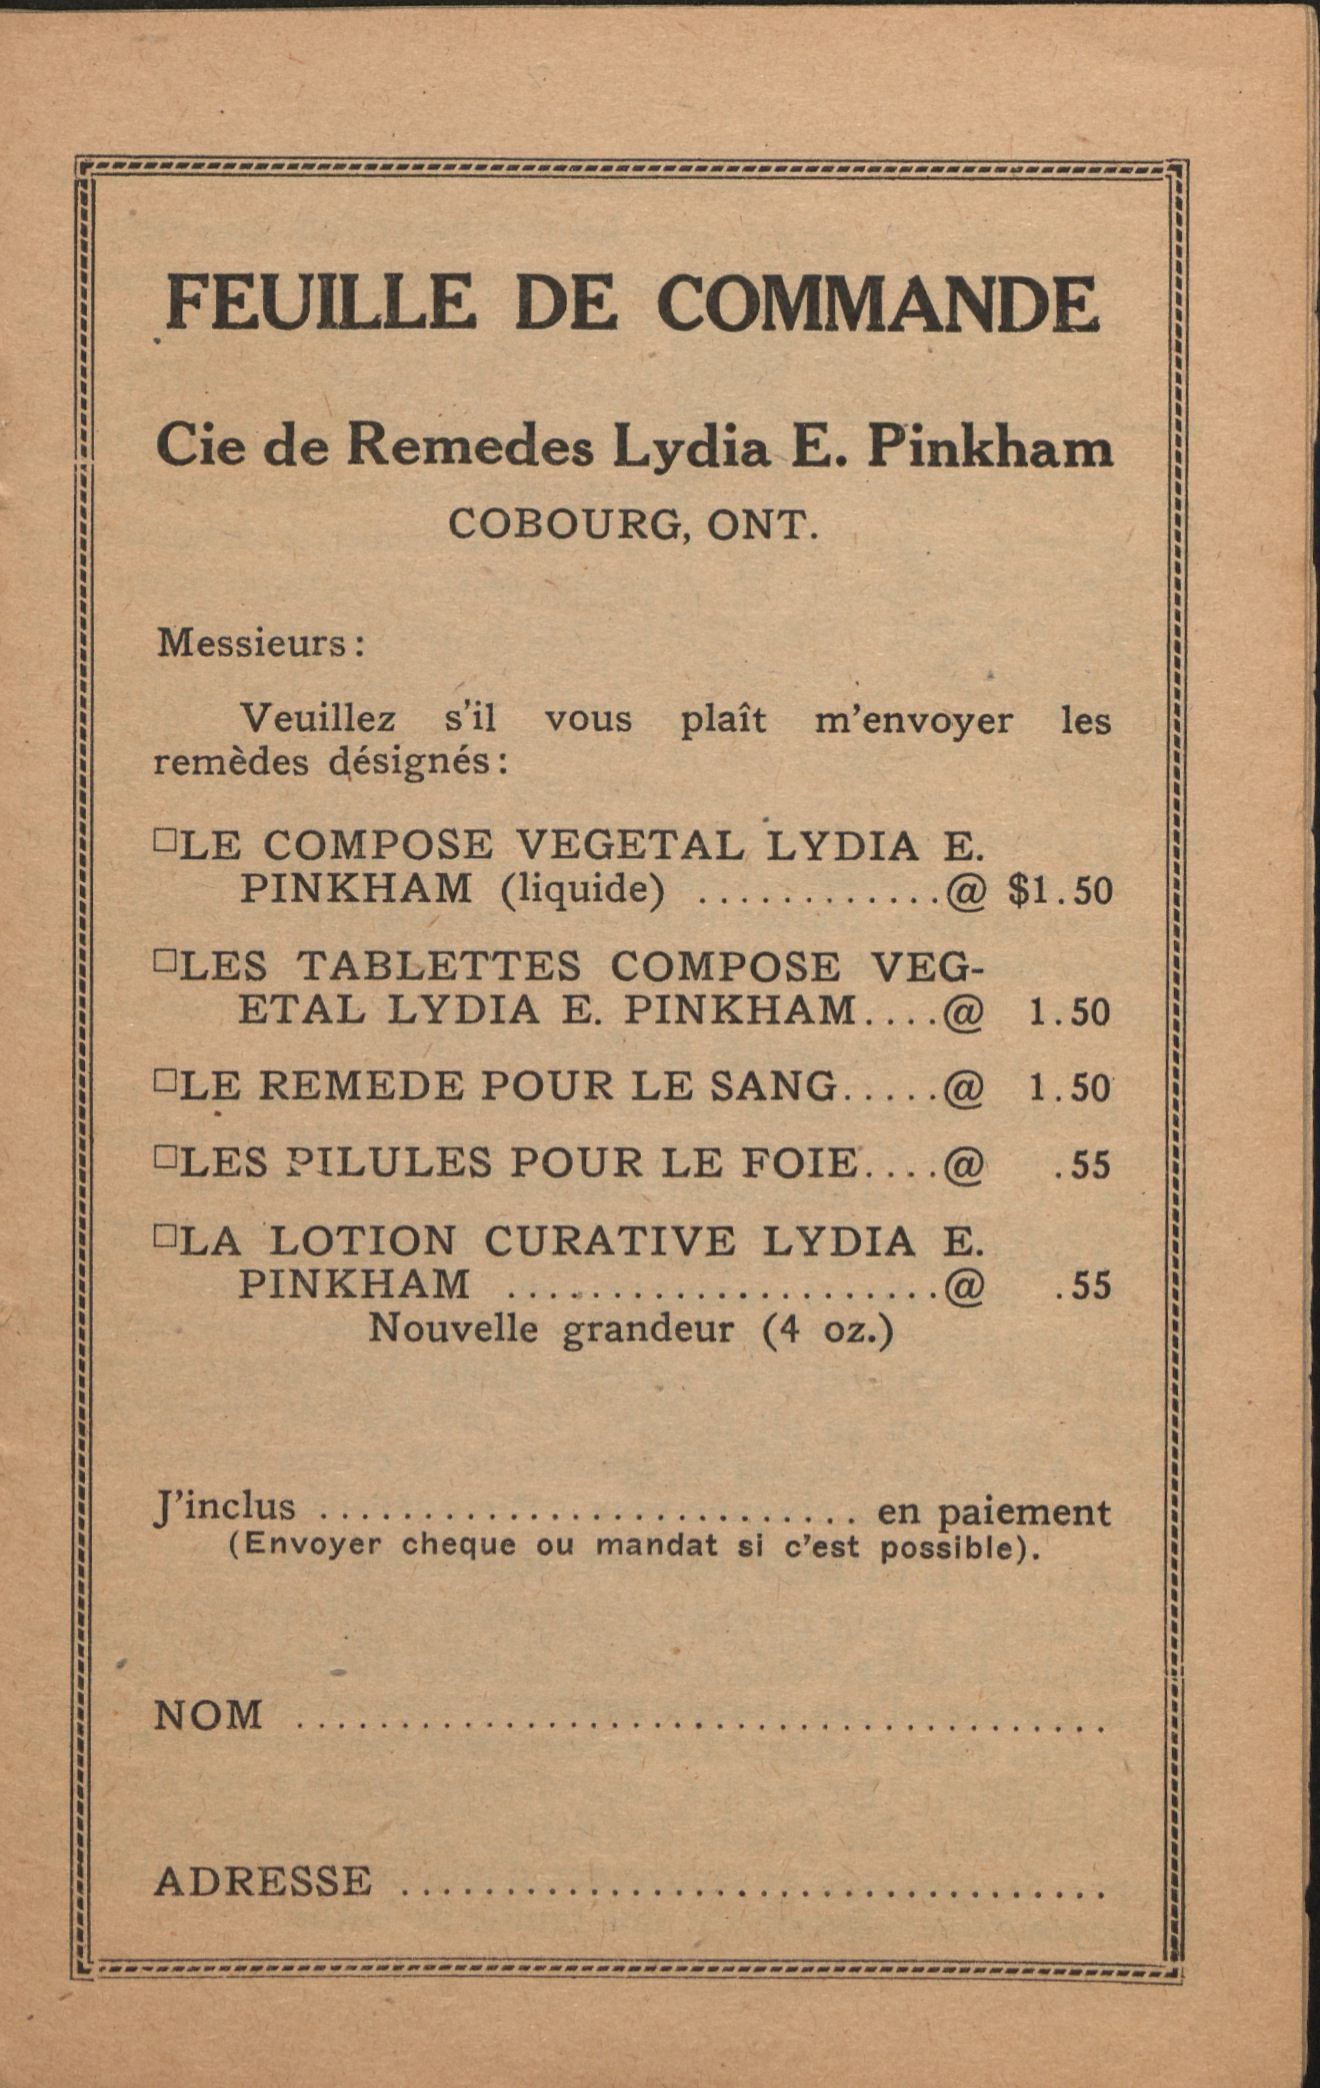 FEUILLE DE COMMANDE
Cie de Remedes Lydia E. Pinkham
COBOURG, ONT.
Messieurs:
Veuillez s'il vous plaît m'envoyer les
remèdes désignés:
□LE COMPOSE VEGETAL LYDIA E.
PINKHAM (liquide) ............@ $1.50
□LES TABLETTES COMPOSE VEG-
ETAL LYDIA E. PINKHAM....@ 1.50
□LE REMEDE POUR LE SANG.....@ 1.50
□LES PILULES POUR LE FOIE....@ .55
□LA LOTION CURATIVE LYDIA E.
PINKHAM .....................@ .55
Nouvelle grandeur (4 oz.)
J'inclus .......................... en paiement
(Envoyer cheque ou mandat si c'est possible).
NOM .......................................
ADRESSE ..................................